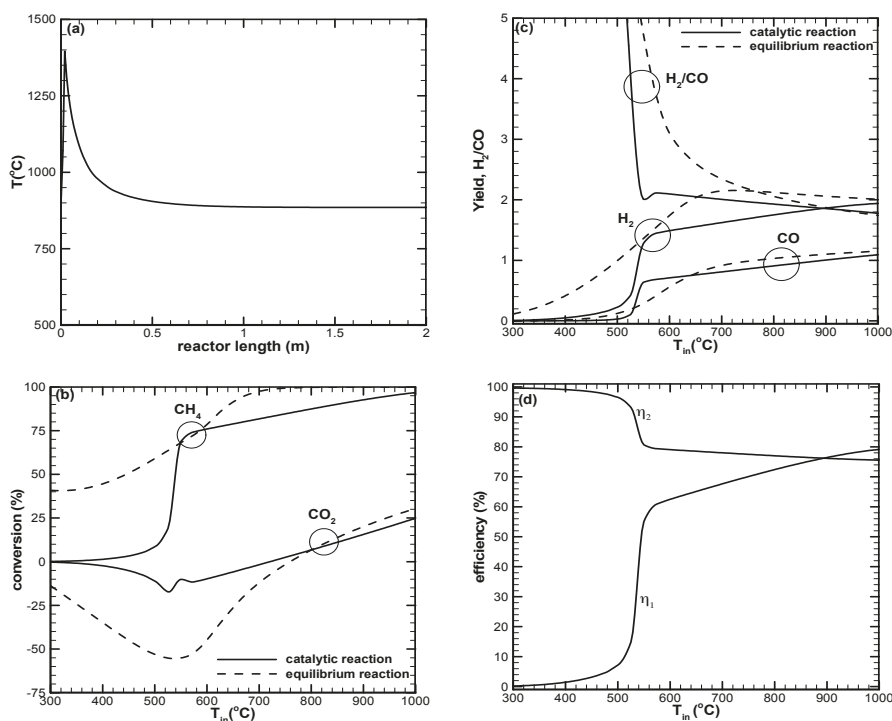 (a)
1500
1250
1000
750
500
T(°C)
0
0.5
1
1.5
2
reactor length (m)
(c)
catalytic reaction
equilibrium reaction
H2/CO
H2
CO
5
4
3
2
1
0
Yield, H2/CO
300
400
500
600
700
800
900
1000
Tin(°C)
(b)
CH4
CO2
100
75
50
25
0
-25
-50
-75
conversion (%)
catalytic reaction
equilibrium reaction
300
400
500
600
700
800
900
1000
Tin(°C)
(d)
η2
η1
100
90
80
70
60
50
40
30
20
10
0
efficiency (%)
300
400
500
600
700
800
900
1000
Tin(°C)